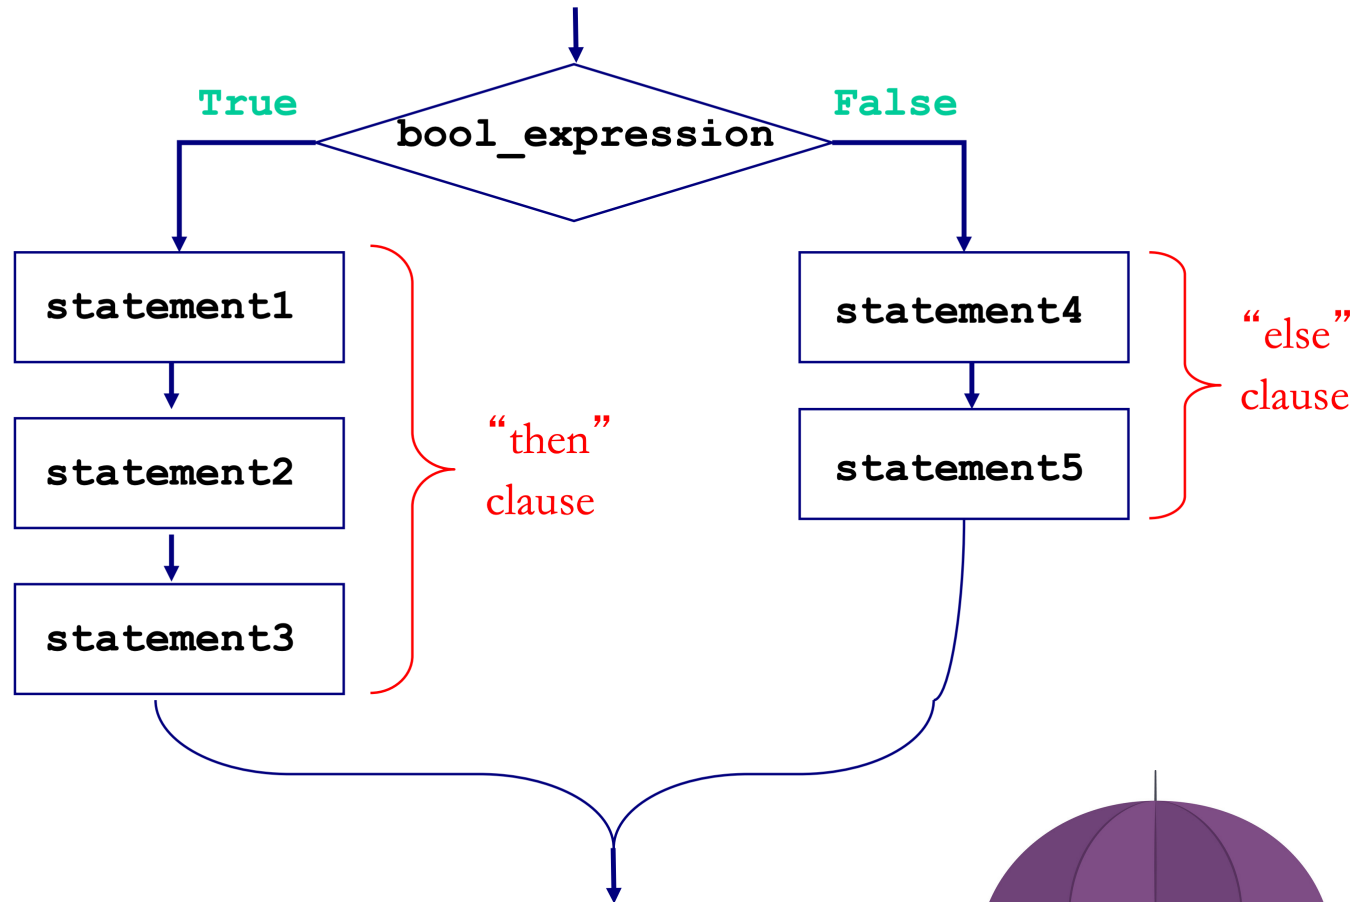 True
False
bool_expression
statement1
statement2
statement3
“then”
clause
statement4
statement5
“else”
clause